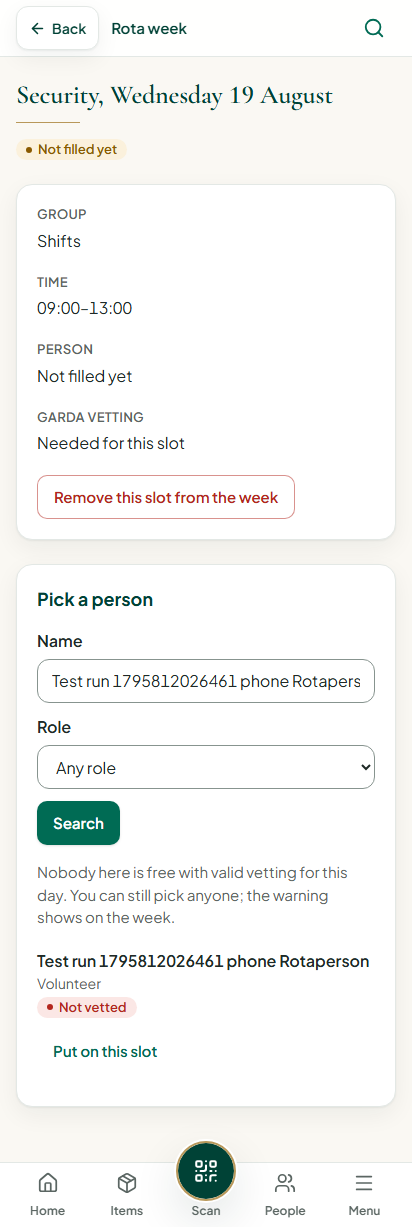 Back
Rota week
Security, Wednesday 19 August
Not filled yet
GROUP
Shifts
TIME
09:00–13:00
PERSON
Not filled yet
GARDA VETTING
Needed for this slot
Remove this slot from the week
Pick a person
Name
Test run 1795812026461 phone Rotapers
Role
Any role
Search
Nobody here is free with valid vetting for this
day. You can still pick anyone; the warning
shows on the week.
Test run 1795812026461 phone Rotaperson
Volunteer
Not vetted
Put on this slot
Home
Items
Scan
People
Menu